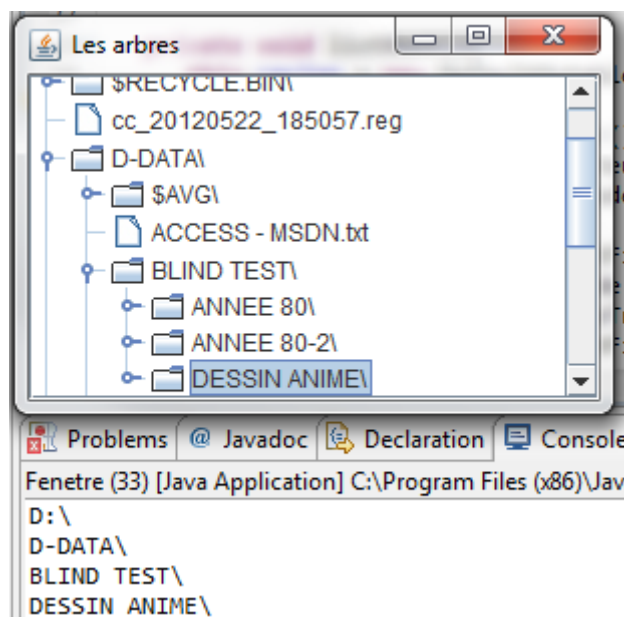 Les arbres
$RECYCLE.BIN\
cc_20120522_185057.reg
D-DATA\
$AVG\
ACCESS - MSDN.txt
BLIND TEST\
ANNEE 80\
ANNEE 80-2\
DESSIN ANIME\
Problems @ Javadoc Declaration Console
Fenetre (33) [Java Application] C:\Program Files (x86)\Jav
D:\
D-DATA\
BLIND TEST\
DESSIN ANIME\